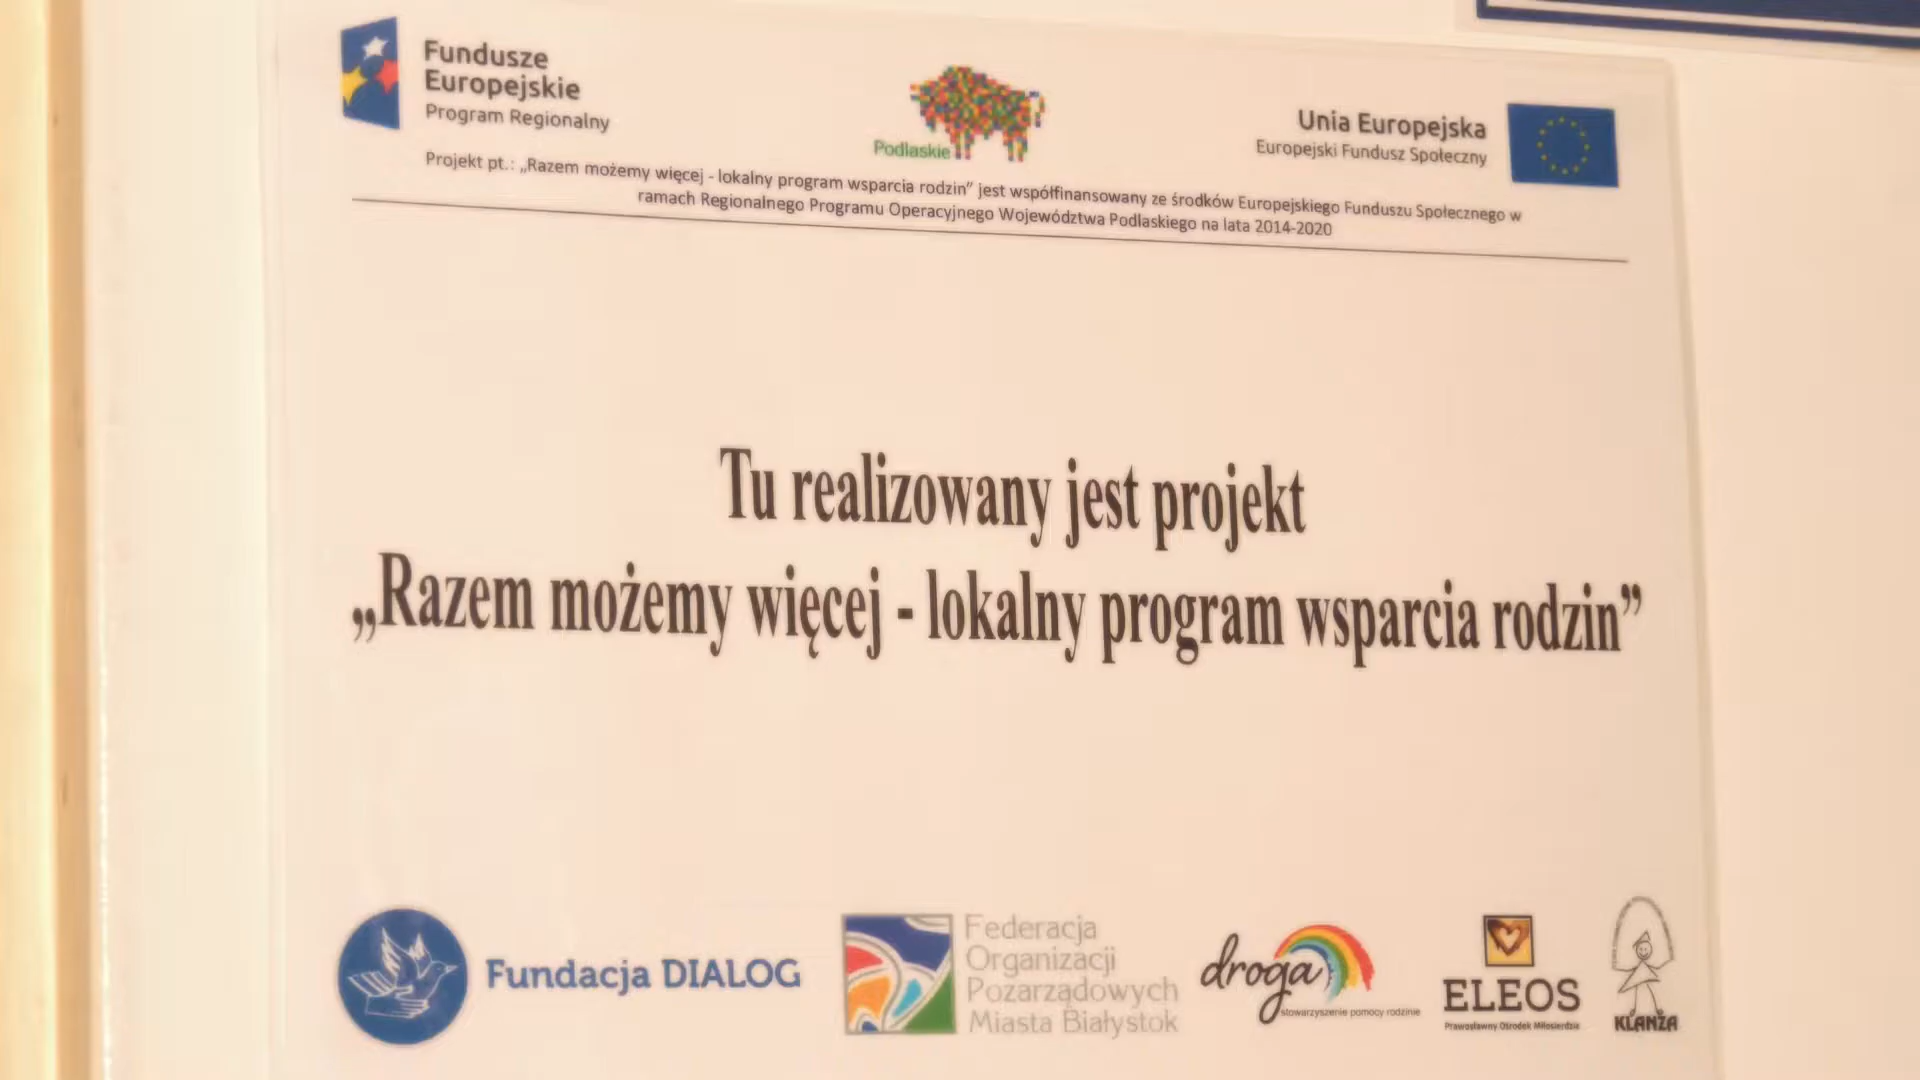 Fundusze
Europejskie
Program Regionalny
Podlaskie
Unia Europejska
Europejski Fundusz Społeczny
Projekt pt.: „Razem możemy więcej - lokalny program wsparcia rodzin” jest współfinansowany ze środków Europejskiego Funduszu Społecznego w
ramach Regionalnego Programu Operacyjnego Województwa Podlaskiego na lata 2014-2020
Tu realizowany jest projekt
„Razem możemy więcej - lokalny program wsparcia rodzin”
Fundacja DIALOG
Federacja
Organizacji
Pozarządowych
Miasta Białystok
droga
stowarzyszenie pomocy rodzinie
ELEOS
Prawosławny Ośrodek Miłosierdzia
KLANZA